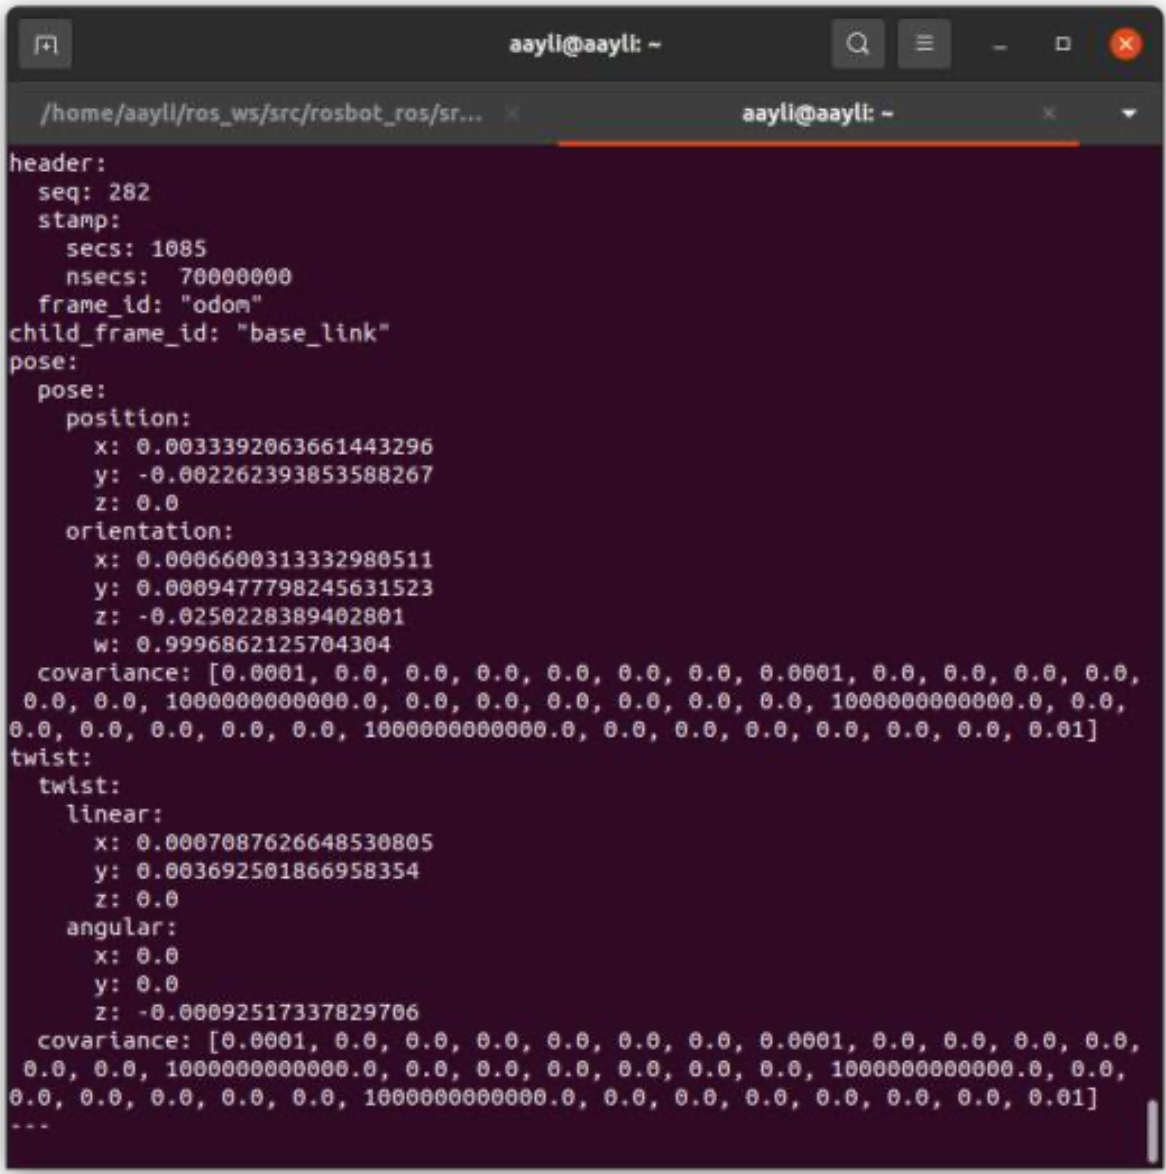 aayli@aayli: ~
/home/aayli/ros_ws/src/rosbot_ros/sr... aayli@aayli: ~
header:
  seq: 282
  stamp:
    secs: 1085
    nsecs:  70000000
  frame_id: "odom"
child_frame_id: "base_link"
pose:
  pose:
    position:
      x: 0.0033392063661443296
      y: -0.002262393853588267
      z: 0.0
    orientation:
      x: 0.0006600313332980511
      y: 0.0009477798245631523
      z: -0.0250228389402801
      w: 0.9996862125704304
  covariance: [0.0001, 0.0, 0.0, 0.0, 0.0, 0.0, 0.0, 0.0001, 0.0, 0.0, 0.0, 0.0,
 0.0, 0.0, 1000000000000.0, 0.0, 0.0, 0.0, 0.0, 0.0, 0.0, 1000000000000.0, 0.0,
0.0, 0.0, 0.0, 0.0, 0.0, 1000000000000.0, 0.0, 0.0, 0.0, 0.0, 0.0, 0.0, 0.01]
twist:
  twist:
    linear:
      x: 0.0007087626648530805
      y: 0.003692501866958354
      z: 0.0
    angular:
      x: 0.0
      y: 0.0
      z: -0.00092517337829706
  covariance: [0.0001, 0.0, 0.0, 0.0, 0.0, 0.0, 0.0, 0.0001, 0.0, 0.0, 0.0, 0.0,
 0.0, 0.0, 1000000000000.0, 0.0, 0.0, 0.0, 0.0, 0.0, 0.0, 1000000000000.0, 0.0,
0.0, 0.0, 0.0, 0.0, 0.0, 1000000000000.0, 0.0, 0.0, 0.0, 0.0, 0.0, 0.0, 0.01]
---